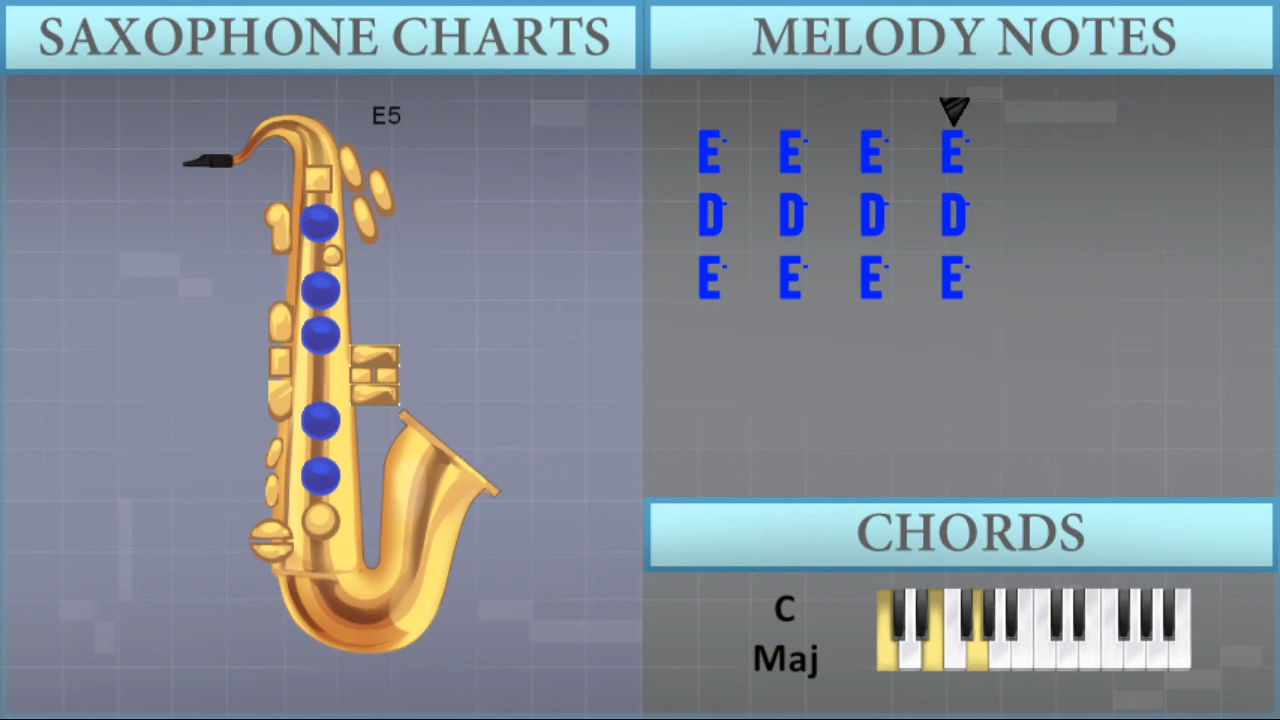 SAXOPHONE CHARTS
MELODY NOTES
E5
E- E- E- E-
D- D- D- D-
E- E- E- E-
CHORDS
C
Maj